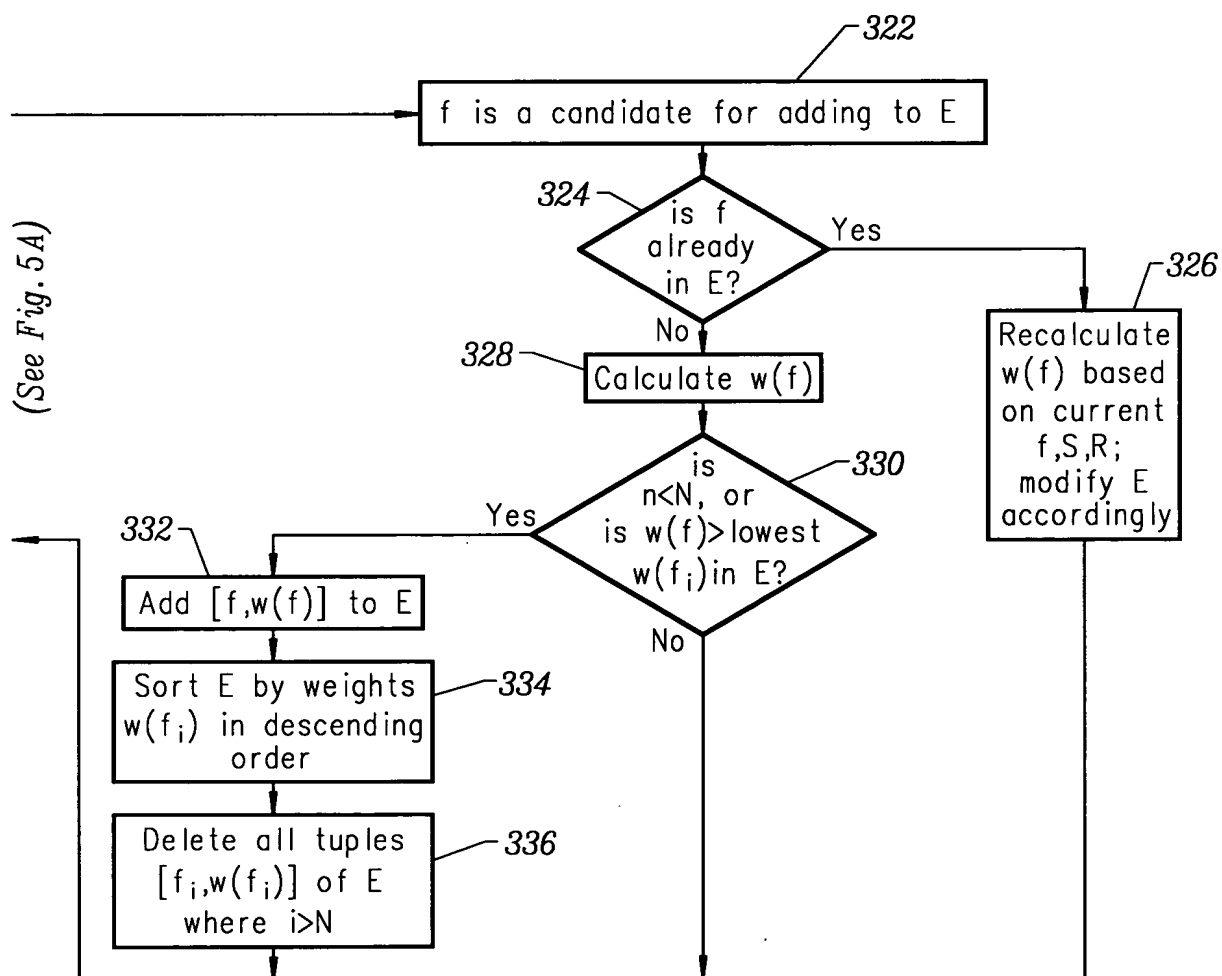 322
f is a candidate for adding to E
(See Fig. 5A)
324
is f
already
in E?
Yes
No
326
Recalculate
w(f) based
on current
f,S,R;
modify E
accordingly
328
Calculate w(f)
330
is
n<N, or
is w(f)>lowest
w(fᵢ)in E?
Yes
No
332
Add [f,w(f)] to E
334
Sort E by weights
w(fᵢ) in descending
order
336
Delete all tuples
[fᵢ,w(fᵢ)] of E
where i>N